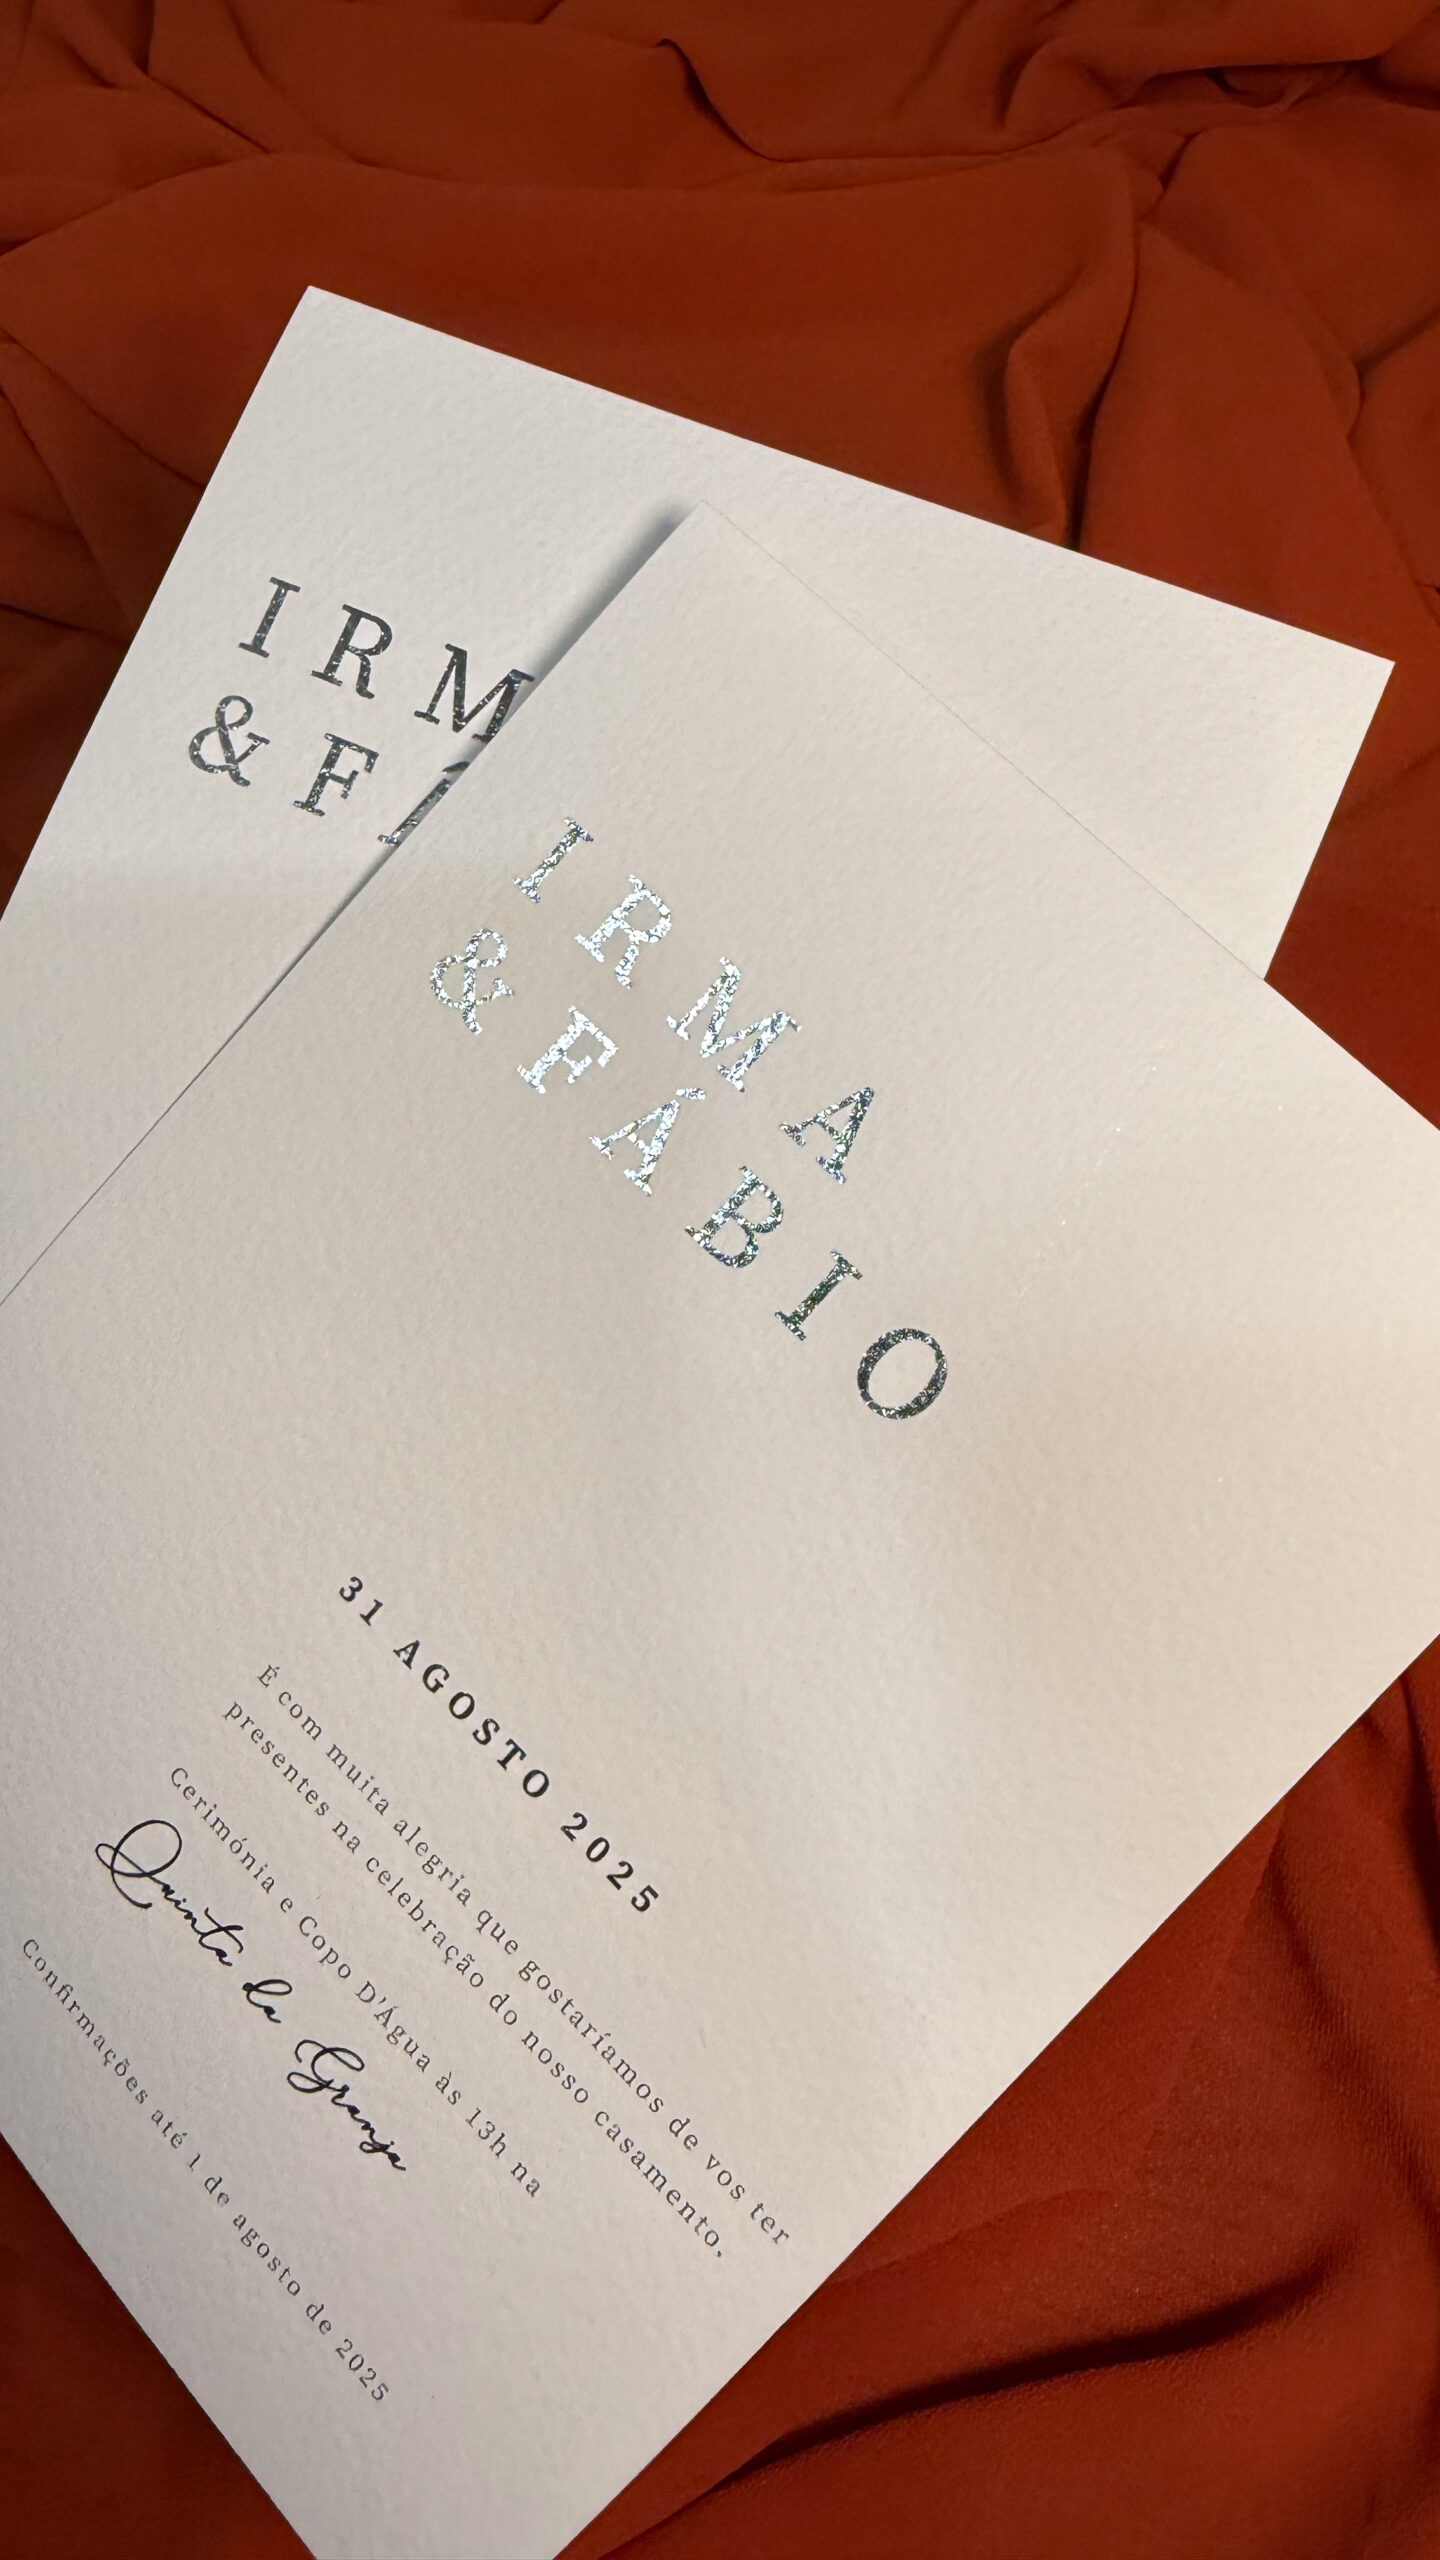 IRM
& FÁ
IRMA
& FÁBIO
31 AGOSTO 2025
É com muita alegria que gostaríamos de vos ter
presentes na celebração do nosso casamento.
Cerimónia e Copo D'Água às 13h na
Quinta da Granja
Confirmações até 1 de agosto de 2025